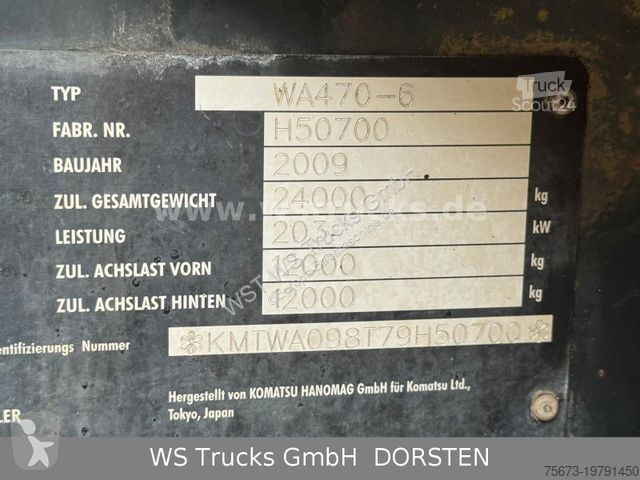 TYP WA470-6
Truck
Scout24
FABR. NR. H50700
BAUJAHR 2009
ZUL. GESAMTGEWICHT 24000 kg
LEISTUNG 203 kW
ZUL. ACHSLAST VORN 12000 kg
ZUL. ACHSLAST HINTEN 12000 kg
entifizierungs Nummer *KMTWA098T79H50700*
Hergestellt von KOMATSU HANOMAG GmbH für Komatsu Ltd.,
LER Tokyo, Japan
WS Trucks GmbH DORSTEN
75673-19791450